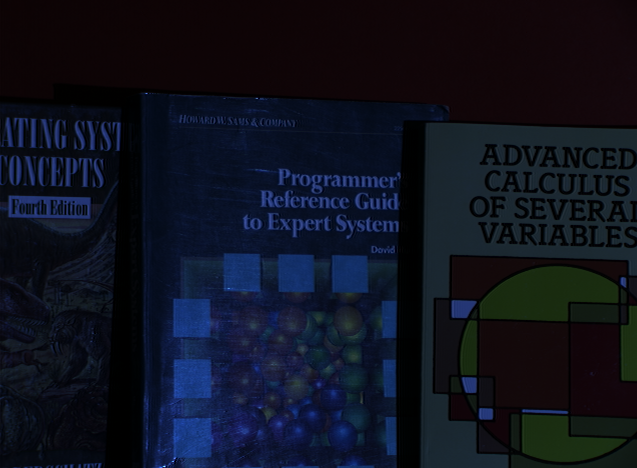 ATING SYST
CONCEPTS
Fourth Edition
HOWARD W. SAMS & COMPANY
Programmer'
Reference Guid
to Expert System
David
ADVANCED
CALCULUS
OF SEVERAL
VARIABLES